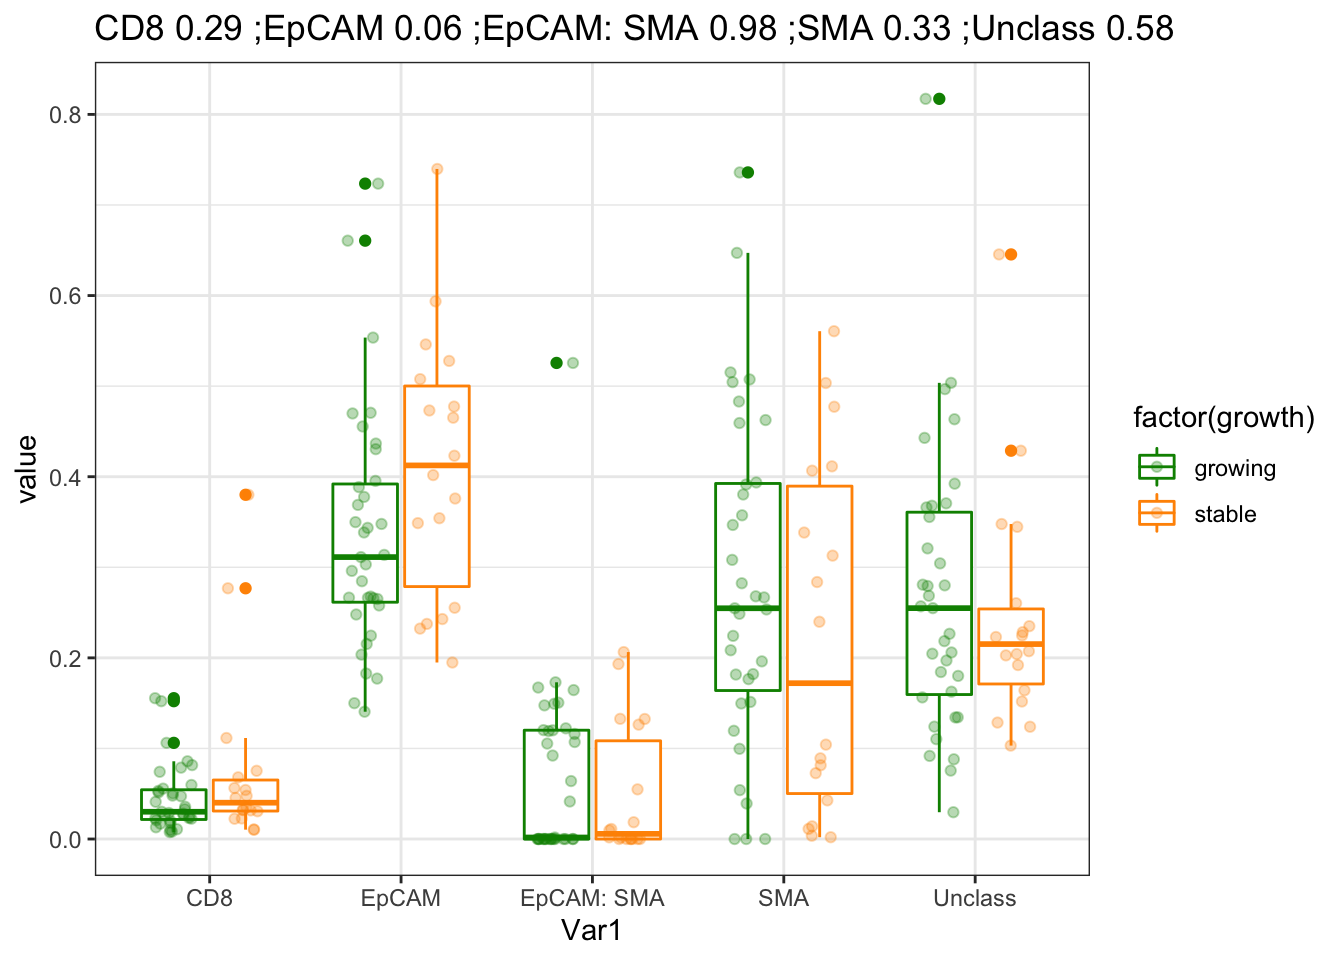 CD8 0.29 ;EpCAM 0.06 ;EpCAM: SMA 0.98 ;SMA 0.33 ;Unclass 0.58
0.8
0.6
0.4
0.2
0.0
value
CD8 EpCAM EpCAM: SMA SMA Unclass
Var1
factor(growth)
growing
stable